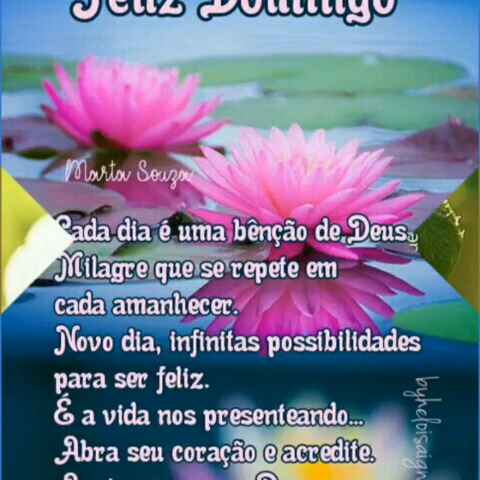 Feliz Domingo
Marta Souza
Cada dia é uma bênção de Deus.
Milagre que se repete em
cada amanhecer.
Novo dia, infinitas possibilidades
para ser feliz.
É a vida nos presenteando...
Abra seu coração e acredite.